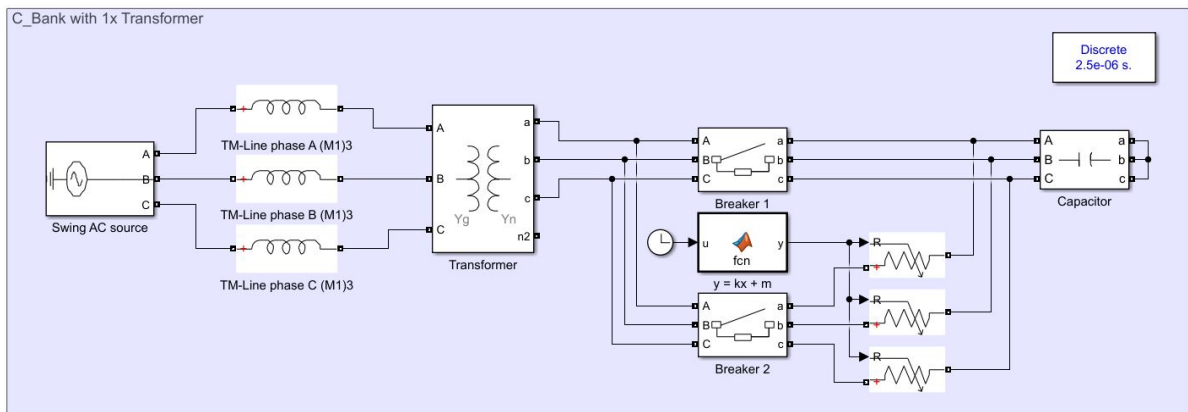 C_Bank with 1x Transformer
Discrete
2.5e-06 s.
A
B
C
Swing AC source
+
TM-Line phase A (M1)3
+
TM-Line phase B (M1)3
+
TM-Line phase C (M1)3
A
B
C
a
b
c
n2
Yg
Yn
Transformer
A
B
C
a
b
c
Breaker 1
u
fcn
y
y = kx + m
A
B
C
a
b
c
Breaker 2
R
+
R
+
R
+
A
B
C
a
b
c
Capacitor